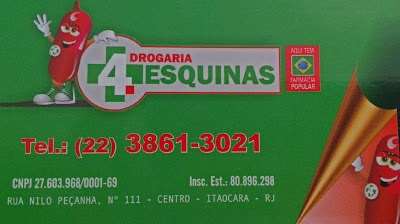 DROGARIA
4 ESQUINAS
AQUI TEM
FARMÁCIA
POPULAR
Tel.: (22) 3861-3021
CNPJ 27.603.968/0001-69 Insc. Est.: 80.896.298
RUA NILO PEÇANHA, Nº 111 - CENTRO - ITAOCARA - RJ